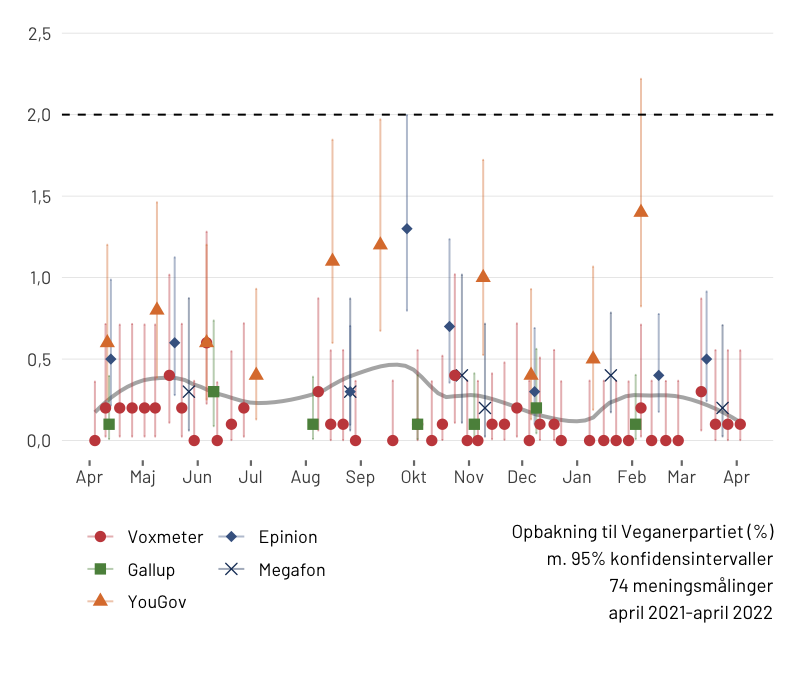 2,5
2,0
1,5
1,0
0,5
0,0
Apr Maj Jun Jul Aug Sep Okt Nov Dec Jan Feb Mar Apr
Voxmeter Epinion
Gallup Megafon
YouGov
Opbakning til Veganerpartiet (%)
m. 95% konfidensintervaller
74 meningsmålinger
april 2021-april 2022